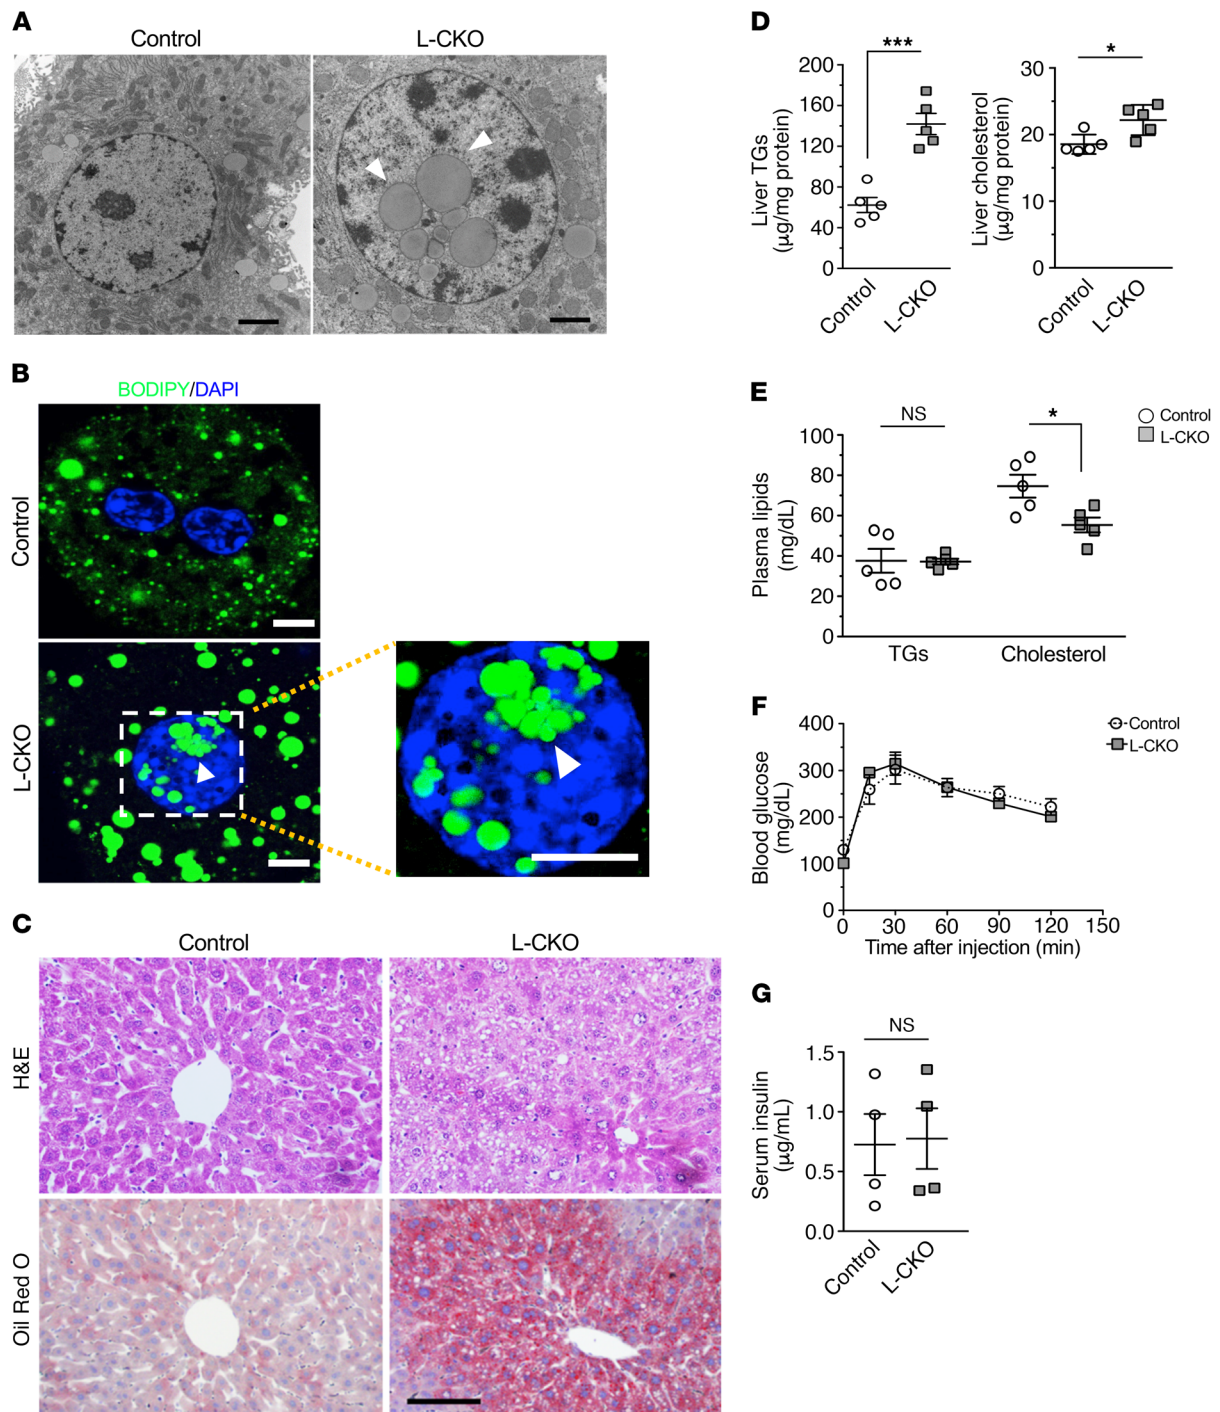 A
Control
L-CKO
B
BODIPY/DAPI
Control
L-CKO
C
Control
L-CKO
H&E
Oil Red O
D
***
Liver TGs
(µg/mg protein)
200
160
120
80
40
0
Control
L-CKO
*
Liver cholesterol
(µg/mg protein)
30
20
10
0
Control
L-CKO
E
NS
*
Control
L-CKO
Plasma lipids
(mg/dL)
100
80
60
40
20
0
TGs
Cholesterol
F
Control
L-CKO
Blood glucose
(mg/dL)
400
300
200
100
0
0 30 60 90 120 150
Time after injection (min)
G
NS
Serum insulin
(µg/mL)
1.5
1.0
0.5
0.0
Control
L-CKO